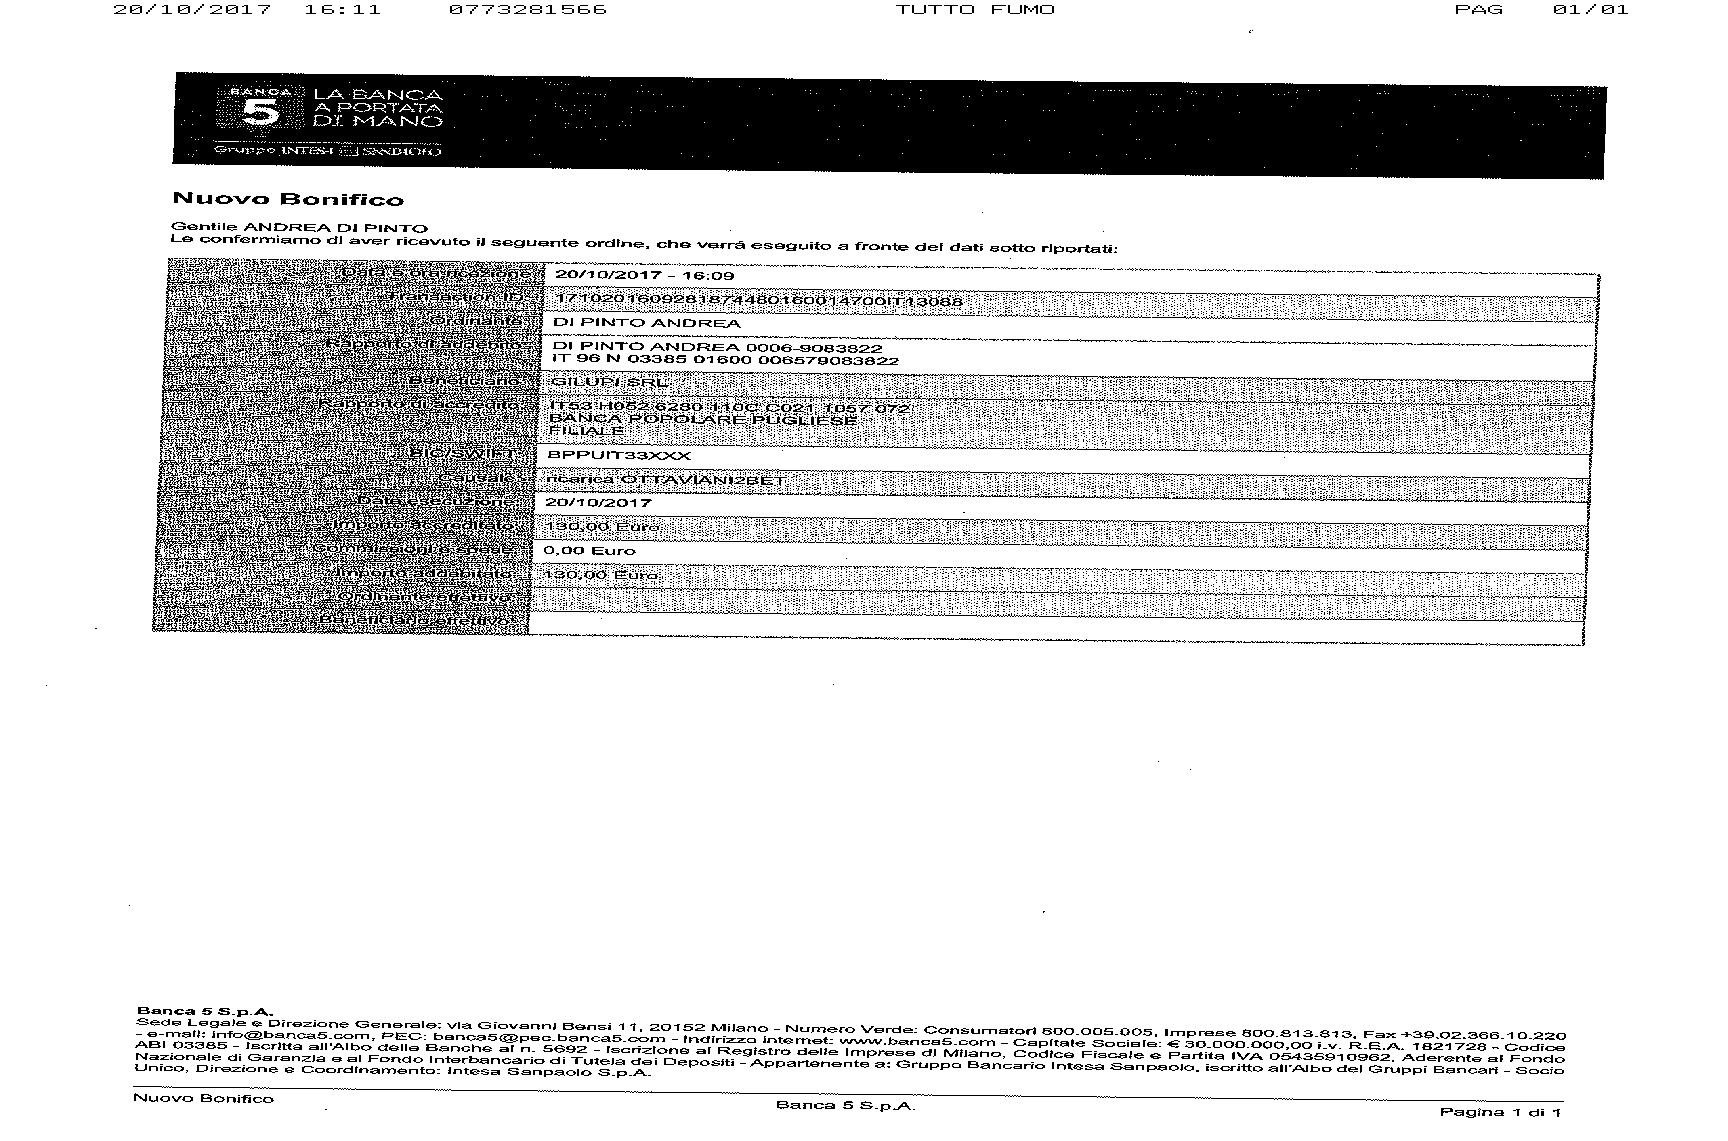 20/10/2017 16:11 0773281566 TUTTO FUMO PAG 01/01
BANCA 5 LA BANCA
A PORTATA
DI MANO
Gruppo INTESA SANPAOLO
Nuovo Bonifico
Gentile ANDREA DI PINTO
Le confermiamo di aver ricevuto il seguente ordine, che verrà eseguito a fronte dei dati sotto riportati:
20/10/2017 - 16:09
Transaction ID
Ordinante DI PINTO ANDREA
Rapporto di addebito DI PINTO ANDREA 0006-9083822
IT 96 N 03385 01600 006579083822
Beneficiario GILUPI SRL
Rapporto di accredito IT53 H052 6280 110C C021 1057 072
BANCA POPOLARE PUGLIESE
FILIALE
BIC/SWIFT BPPUIT33XXX
Causale ricarica OTTAVIANI2BET
Data esecuzione 20/10/2017
Importo accreditato 130,00 Euro
Commissioni e spese 0,00 Euro
Importo addebitato 130,00 Euro
Ordinante effettivo
Beneficiario effettivo
Banca 5 S.p.A.
Sede Legale e Direzione Generale: via Giovanni Bensi 11, 20152 Milano - Numero Verde: Consumatori 800.005.005, Imprese 800.813.813, Fax +39.02.366.10.220
- e-mail: info@banca5.com, PEC: banca5@pec.banca5.com - Indirizzo Internet: www.banca5.com - Capitale Sociale: € 30.000.000,00 i.v. R.E.A. 1821728 - Codice
ABI 03385 - Iscritta all'Albo delle Banche al n. 5692 - Iscrizione al Registro delle Imprese di Milano, Codice Fiscale e Partita IVA 05435910962, Aderente al Fondo
Nazionale di Garanzia e al Fondo Interbancario di Tutela dei Depositi - Appartenente a: Gruppo Bancario Intesa Sanpaolo, iscritto all'Albo dei Gruppi Bancari - Socio
Unico, Direzione e Coordinamento: Intesa Sanpaolo S.p.A.
Nuovo Bonifico Banca 5 S.p.A. Pagina 1 di 1